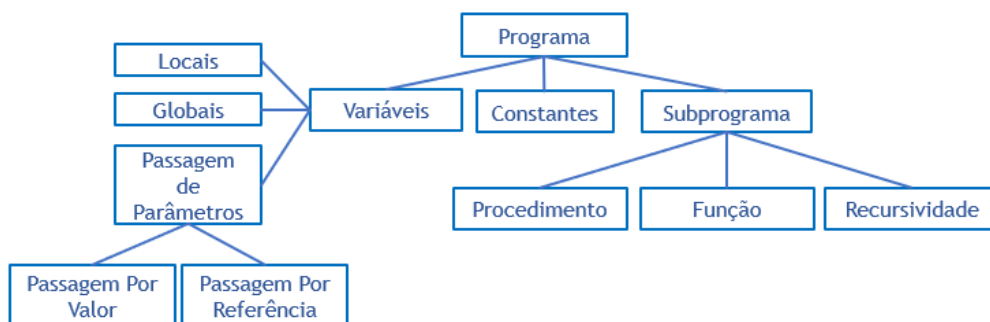 Programa
Locais
Globais
Variáveis
Constantes
Subprograma
Passagem
de
Parâmetros
Procedimento
Função
Recursividade
Passagem Por
Valor
Passagem Por
Referência